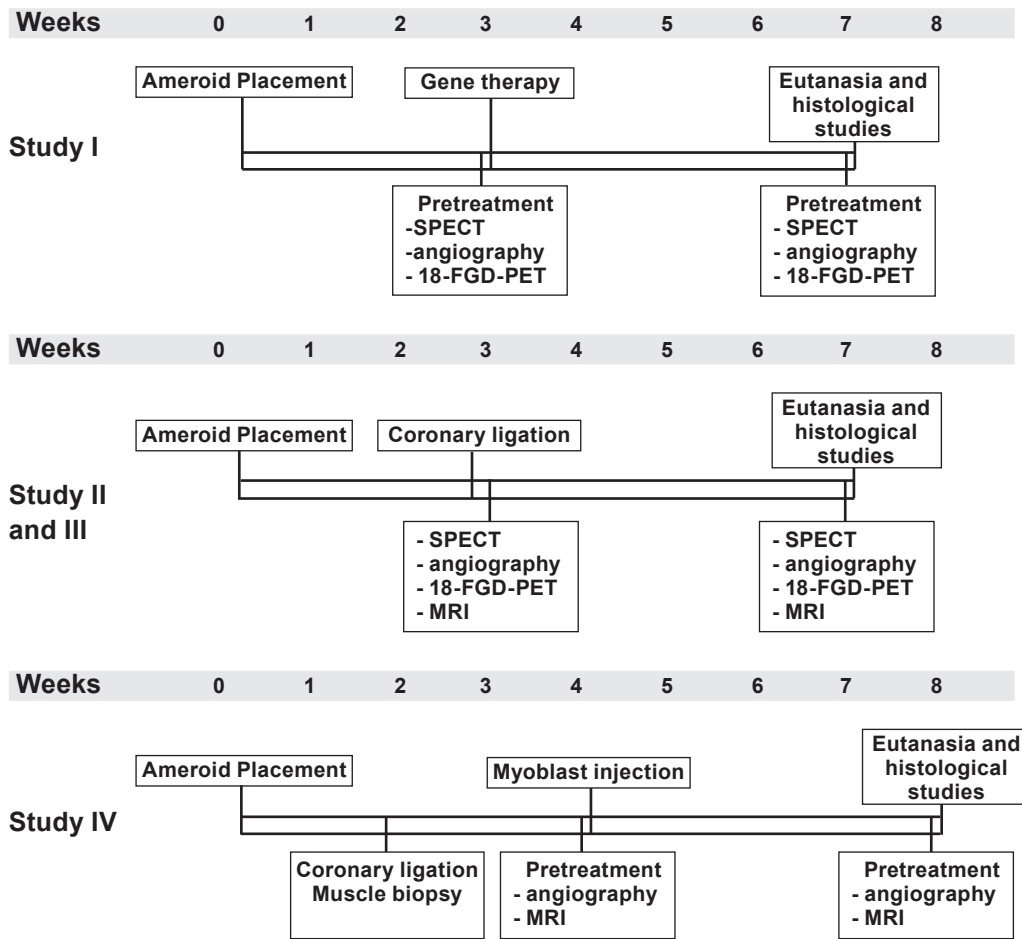 Weeks 0 1 2 3 4 5 6 7 8
Ameroid Placement
Gene therapy
Eutanasia and
histological
studies
Study I
Pretreatment
-SPECT
-angiography
- 18-FGD-PET
Pretreatment
- SPECT
- angiography
- 18-FGD-PET
Weeks 0 1 2 3 4 5 6 7 8
Ameroid Placement
Coronary ligation
Eutanasia and
histological
studies
Study II
and III
- SPECT
- angiography
- 18-FGD-PET
- MRI
- SPECT
- angiography
- 18-FGD-PET
- MRI
Weeks 0 1 2 3 4 5 6 7 8
Ameroid Placement
Myoblast injection
Eutanasia and
histological
studies
Study IV
Coronary ligation
Muscle biopsy
Pretreatment
- angiography
- MRI
Pretreatment
- angiography
- MRI